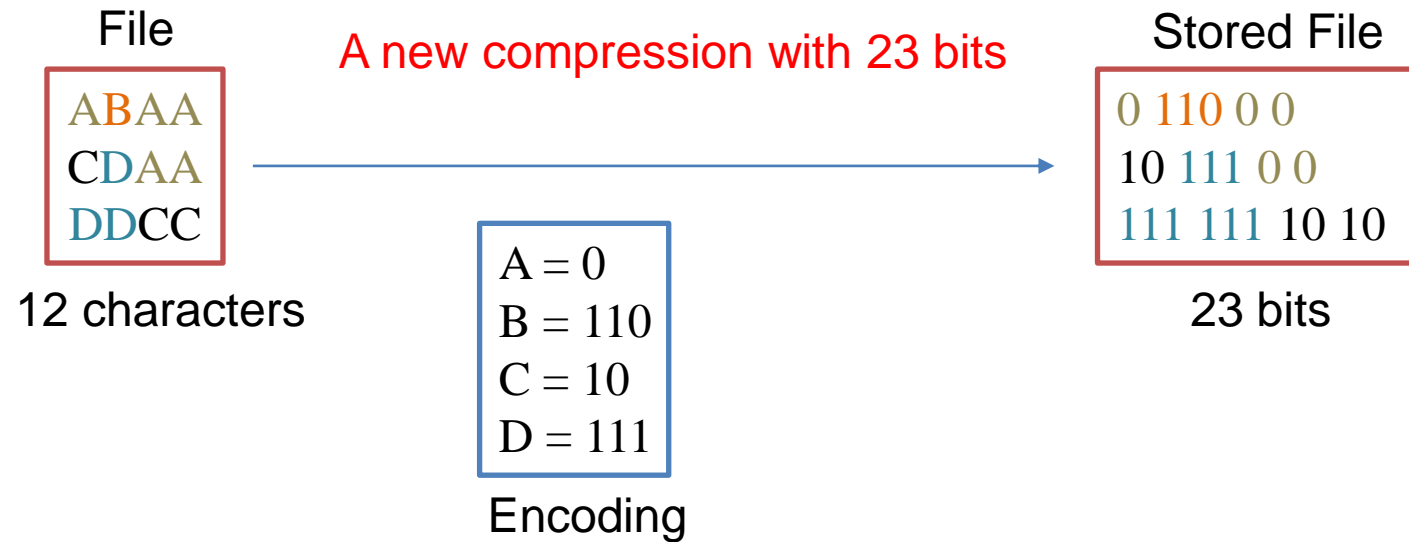 File
A new compression with 23 bits
Stored File
ABAA
CDAA
DDCC
0 110 0 0
10 111 0 0
111 111 10 10
12 characters
23 bits
A = 0
B = 110
C = 10
D = 111
Encoding